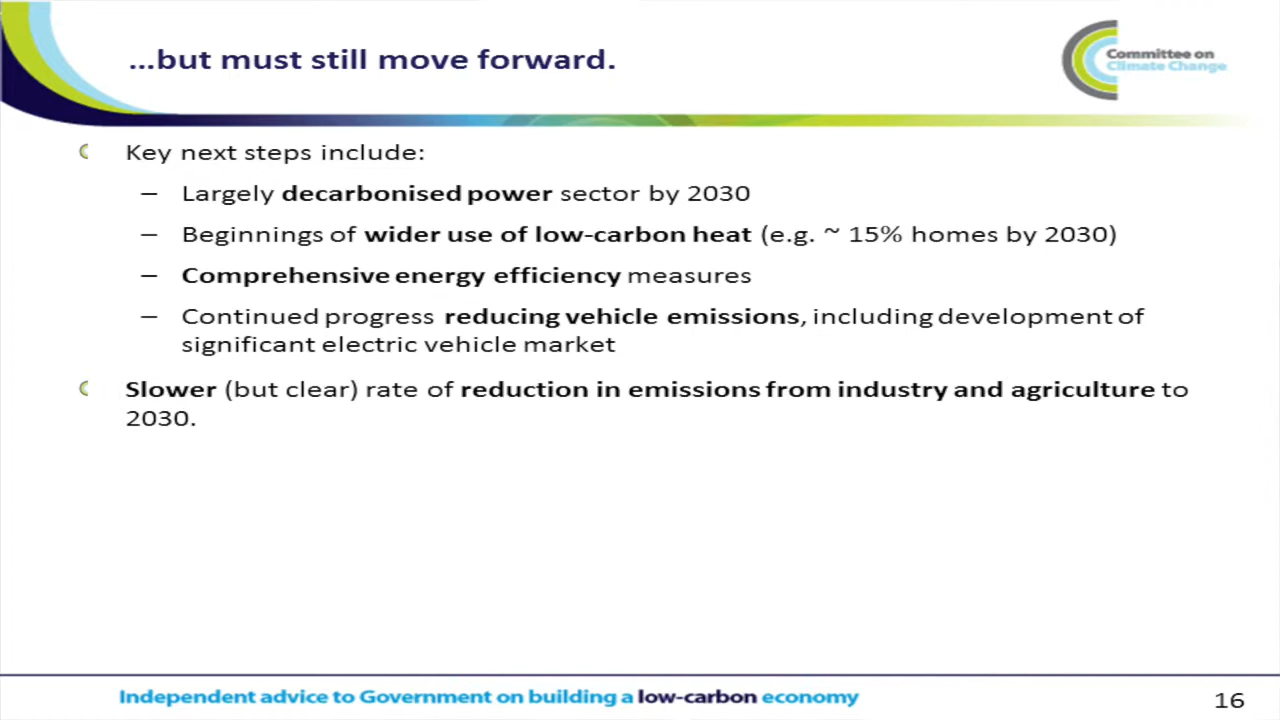 ...but must still move forward.
Committee on
Climate Change
Key next steps include:
– Largely decarbonised power sector by 2030
– Beginnings of wider use of low-carbon heat (e.g. ~ 15% homes by 2030)
– Comprehensive energy efficiency measures
– Continued progress reducing vehicle emissions, including development of
significant electric vehicle market
Slower (but clear) rate of reduction in emissions from industry and agriculture to
2030.
Independent advice to Government on building a low-carbon economy
16